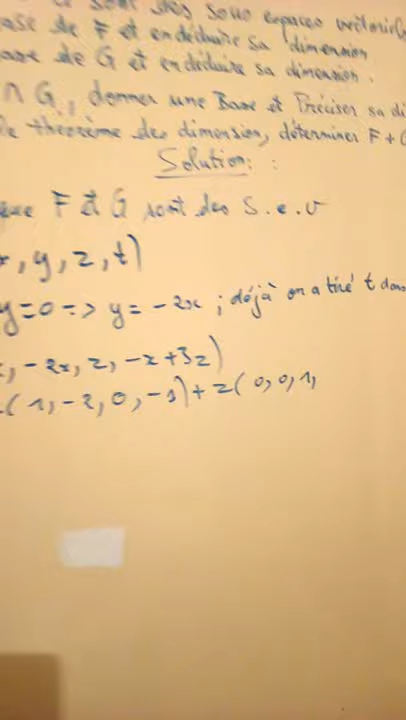 sont des sous espaces vectoriels
base de F et en déduire sa dimension
base de G et en déduire sa dimension.
∩ G, donner une Base et Préciser sa di
le théorème des dimension, déterminer F + G
Solution: :
que F et G sont des s.e.v
x, y, z, t)
y = 0 => y = -2x ; déjà on a tiré t dans
, -2x, z, -x + 3z)
(1, -2, 0, -1) + z(0, 0, 1,